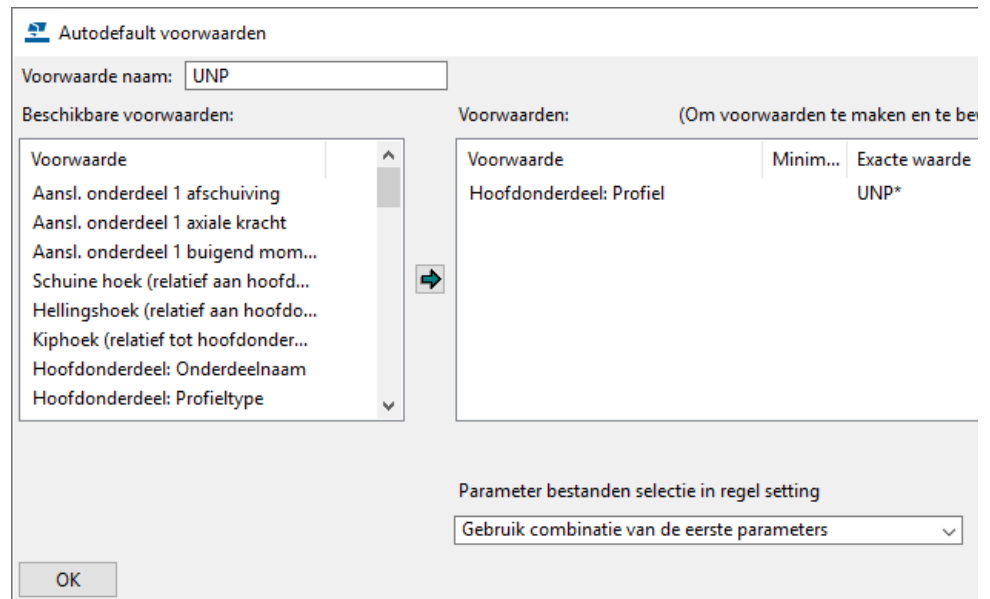 Autodefault voorwaarden
Voorwaarde naam: UNP
Beschikbare voorwaarden:
Voorwaarden: (Om voorwaarden te maken en te be
Voorwaarde
Aansl. onderdeel 1 afschuiving
Aansl. onderdeel 1 axiale kracht
Aansl. onderdeel 1 buigend mom...
Schuine hoek (relatief aan hoofd...
Hellingshoek (relatief aan hoofdo...
Kiphoek (relatief tot hoofdonder...
Hoofdonderdeel: Onderdeelnaam
Hoofdonderdeel: Profieltype
Voorwaarde Minim... Exacte waarde
Hoofdonderdeel: Profiel UNP*
Parameter bestanden selectie in regel setting
Gebruik combinatie van de eerste parameters
OK